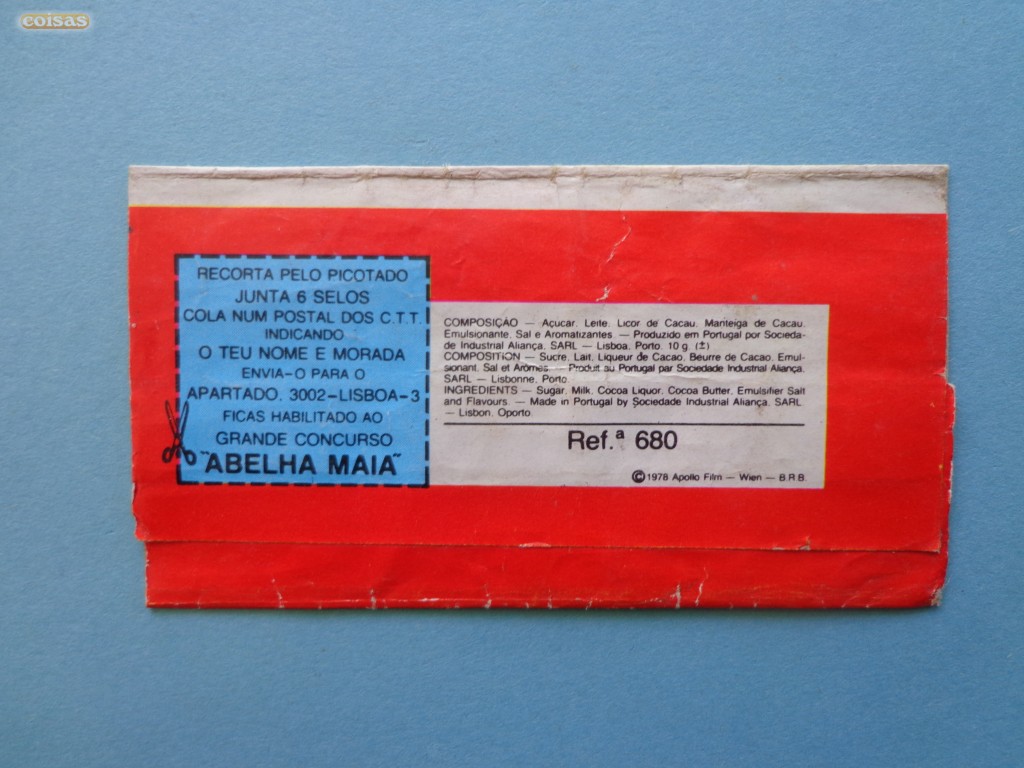 coisas
RECORTA PELO PICOTADO
JUNTA 6 SELOS
COLA NUM POSTAL DOS C.T.T.
INDICANDO
O TEU NOME E MORADA
ENVIA-O PARA O
APARTADO, 3002-LISBOA-3
FICAS HABILITADO AO
GRANDE CONCURSO
"ABELHA MAIA"
COMPOSIÇÃO — Açucar, Leite, Licor de Cacau, Manteiga de Cacau,
Emulsionante, Sal e Aromatizantes. — Produzido em Portugal por Socieda-
de Industrial Aliança, SARL — Lisboa, Porto. 10 g. (±)
COMPOSITION — Sucre, Lait, Liqueur de Cacao, Beurre de Cacao, Emul-
sionant, Sal et Arômes. — Produit au Portugal par Sociedade Industrial Aliança,
SARL — Lisbonne, Porto.
INGREDIENTS — Sugar, Milk, Cocoa Liquor, Cocoa Butter, Emulsifier Salt
and Flavours. — Made in Portugal by Sociedade Industrial Aliança, SARL
— Lisbon, Oporto.
Ref.ª 680
© 1978 Apollo Film — Wien — B.R.B.